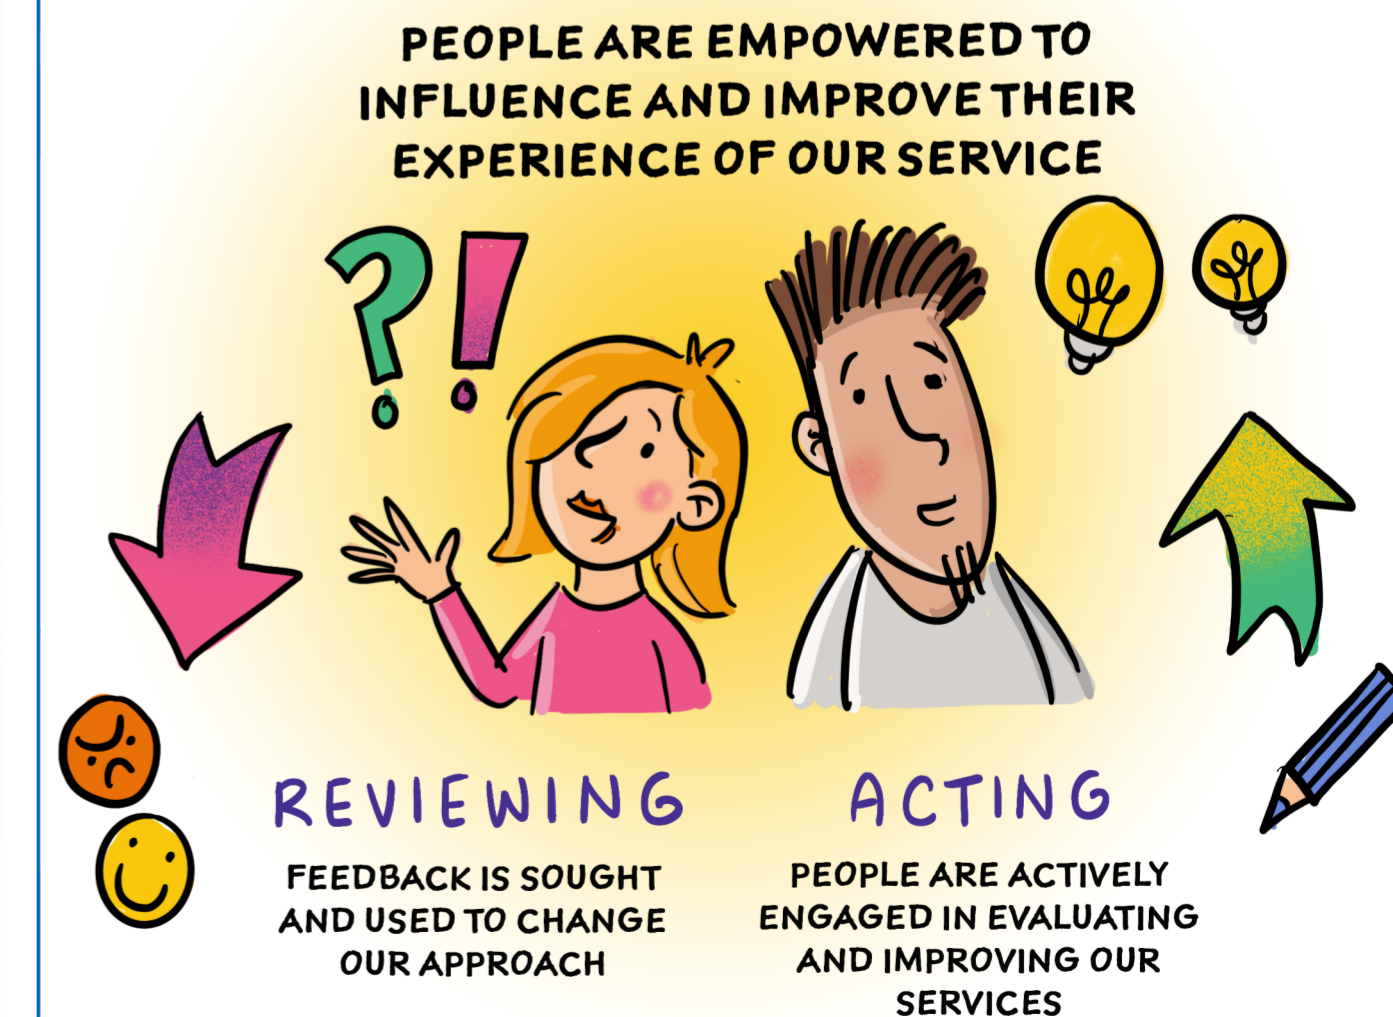 PEOPLE ARE EMPOWERED TO
INFLUENCE AND IMPROVE THEIR
EXPERIENCE OF OUR SERVICE
?!
REVIEWING
FEEDBACK IS SOUGHT
AND USED TO CHANGE
OUR APPROACH
ACTING
PEOPLE ARE ACTIVELY
ENGAGED IN EVALUATING
AND IMPROVING OUR
SERVICES